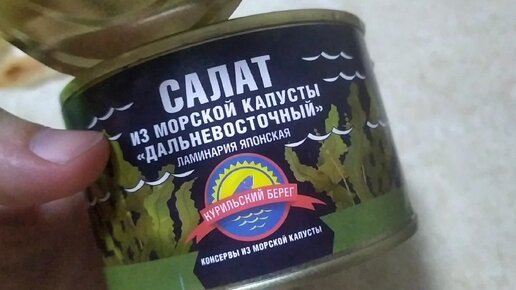 САЛАТ
ИЗ МОРСКОЙ КАПУСТЫ
«ДАЛЬНЕВОСТОЧНЫЙ»
ЛАМИНАРИЯ ЯПОНСКАЯ
КУРИЛЬСКИЙ БЕРЕГ
КОНСЕРВЫ ИЗ МОРСКОЙ КАПУСТЫ